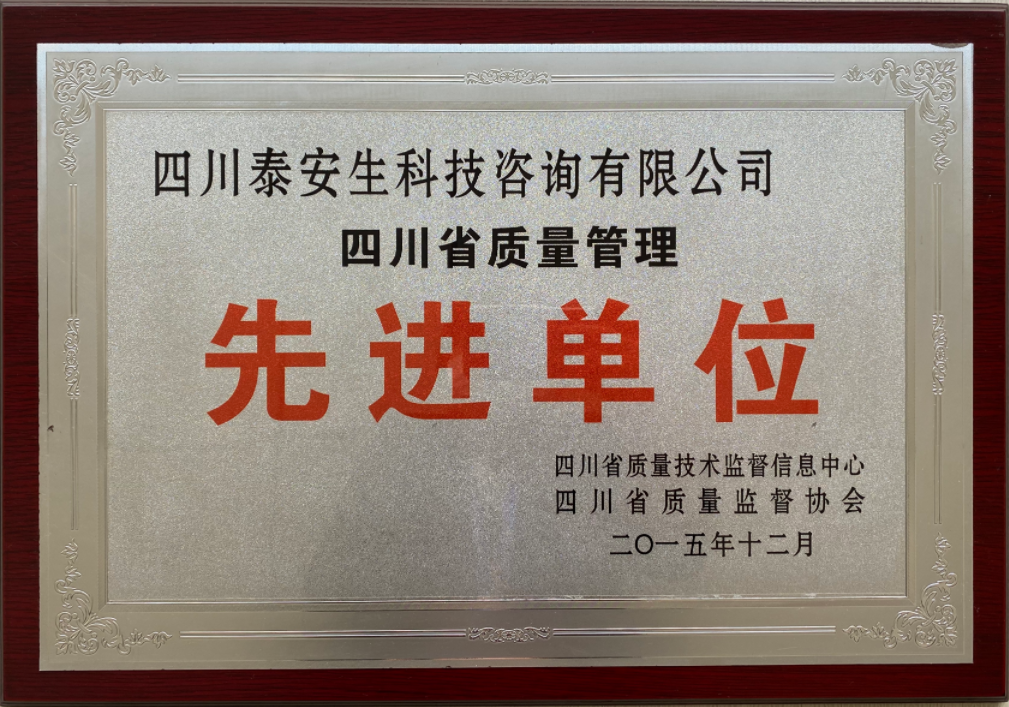 四川泰安生科技咨询有限公司
四川省质量管理
先进单位
四川省质量技术监督信息中心
四川省质量监督协会
二〇一五年十二月